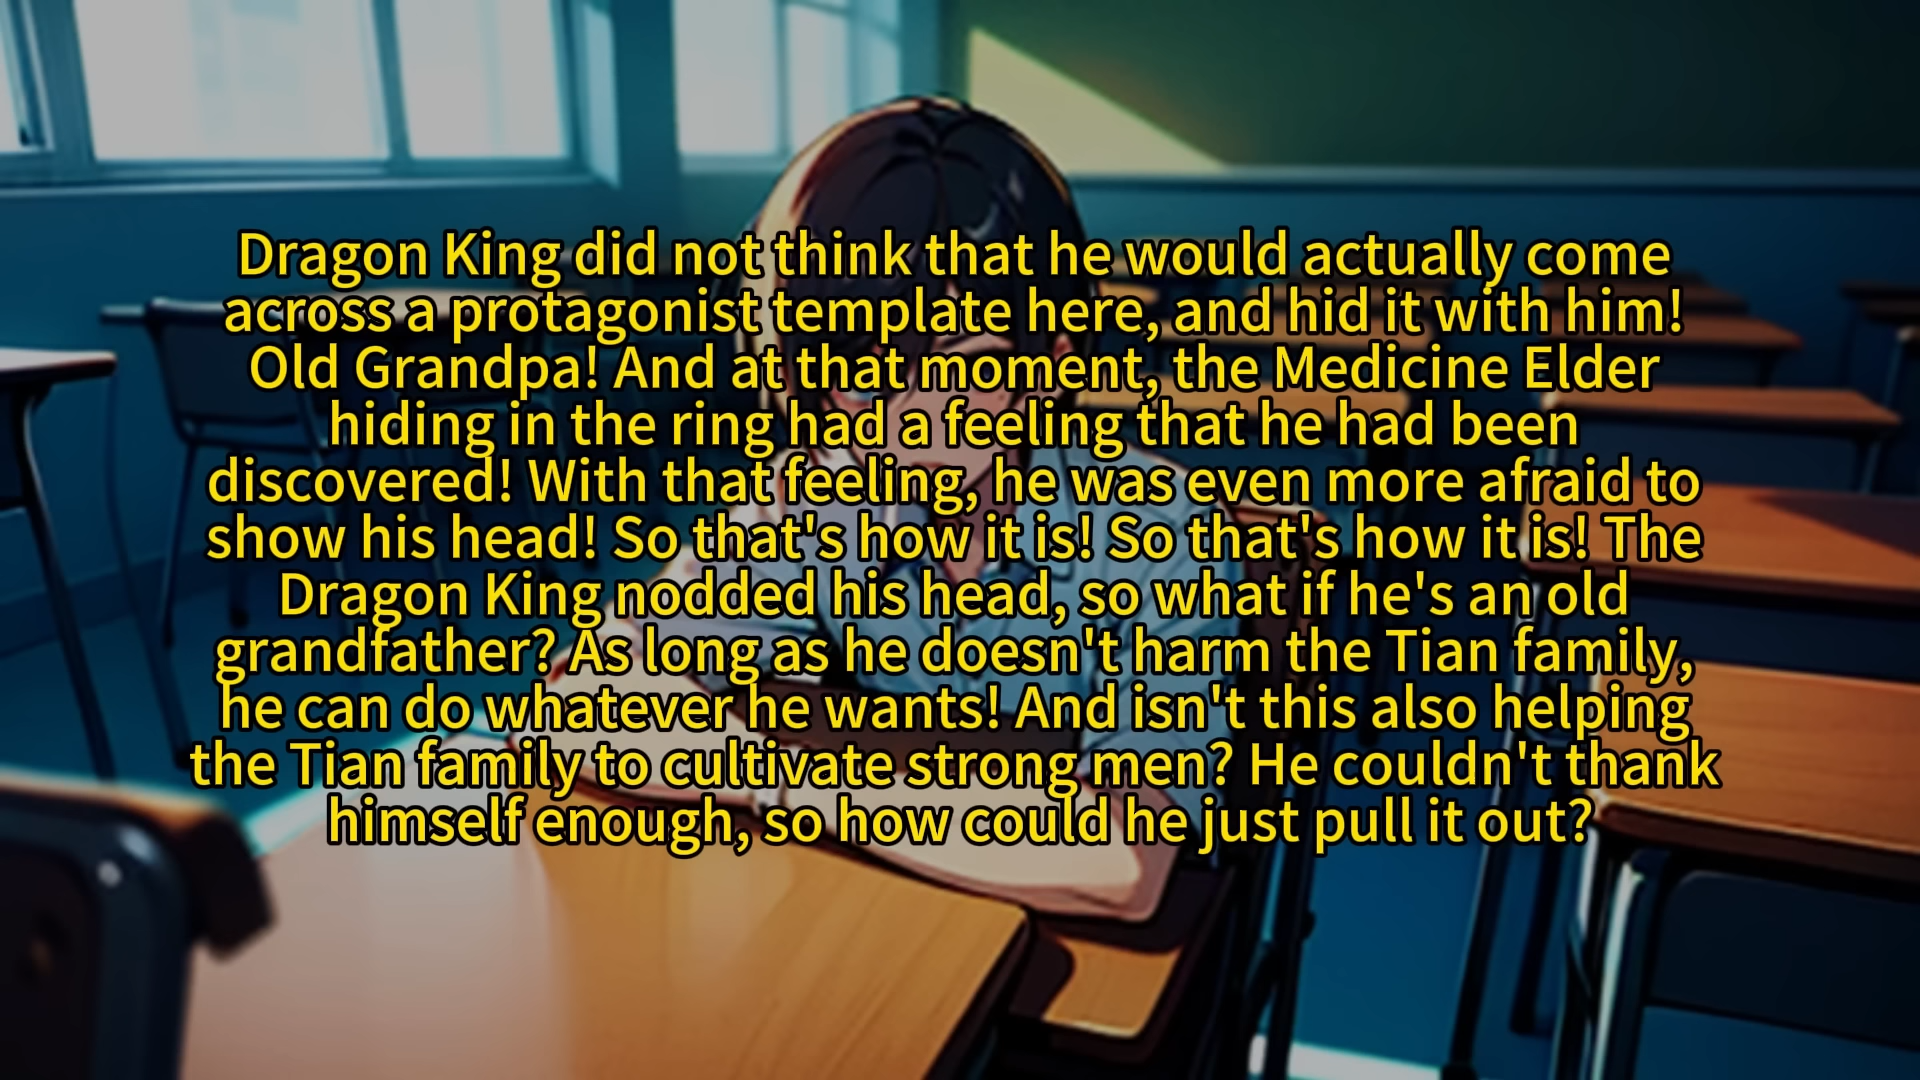 Dragon King did not think that he would actually come
across a protagonist template here, and hid it with him!
Old Grandpa! And at that moment, the Medicine Elder
hiding in the ring had a feeling that he had been
discovered! With that feeling, he was even more afraid to
show his head! So that's how it is! So that's how it is! The
Dragon King nodded his head, so what if he's an old
grandfather? As long as he doesn't harm the Tian family,
he can do whatever he wants! And isn't this also helping
the Tian family to cultivate strong men? He couldn't thank
himself enough, so how could he just pull it out?